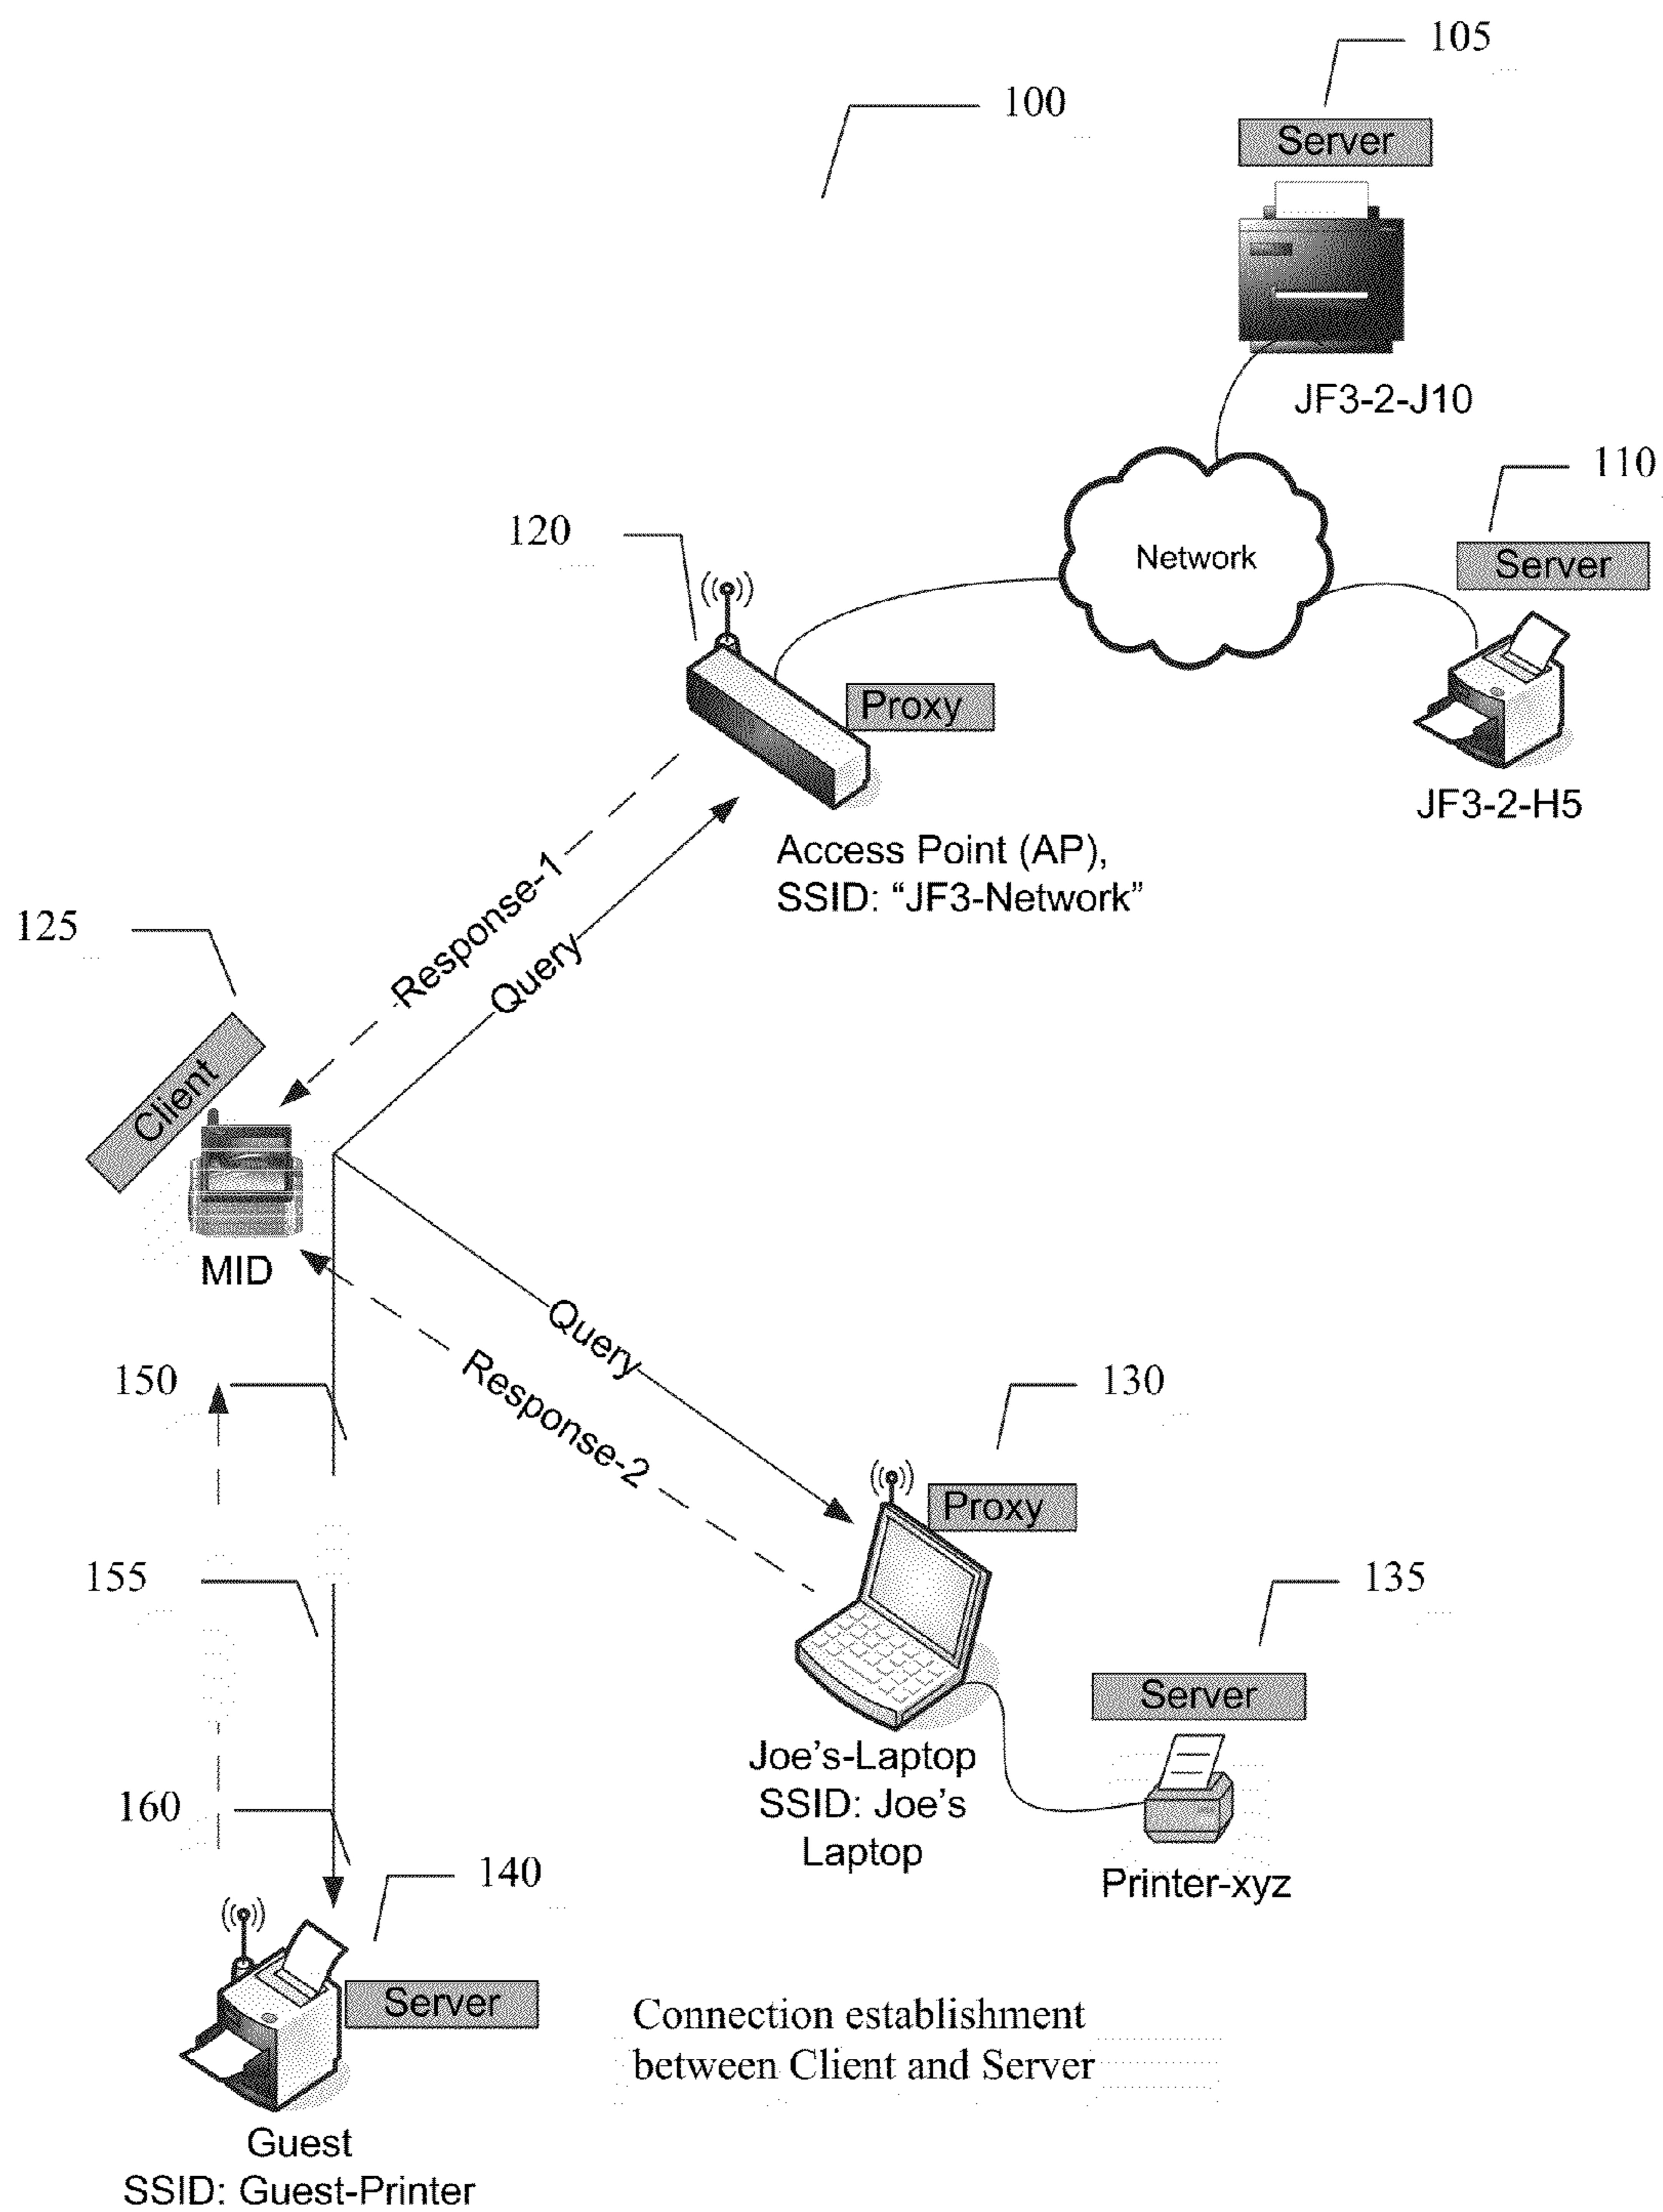 105
100
Server
JF3-2-J10
110
120
Network
Server
Proxy
JF3-2-H5
Access Point (AP),
SSID: “JF3-Network”
Response-1
Query
125
Client
MID
Query
Response-2
150
130
Proxy
155
135
Server
Joe’s-Laptop
SSID: Joe’s
Laptop
160
Printer-xyz
140
Server
Connection establishment
between Client and Server
Guest
SSID: Guest-Printer